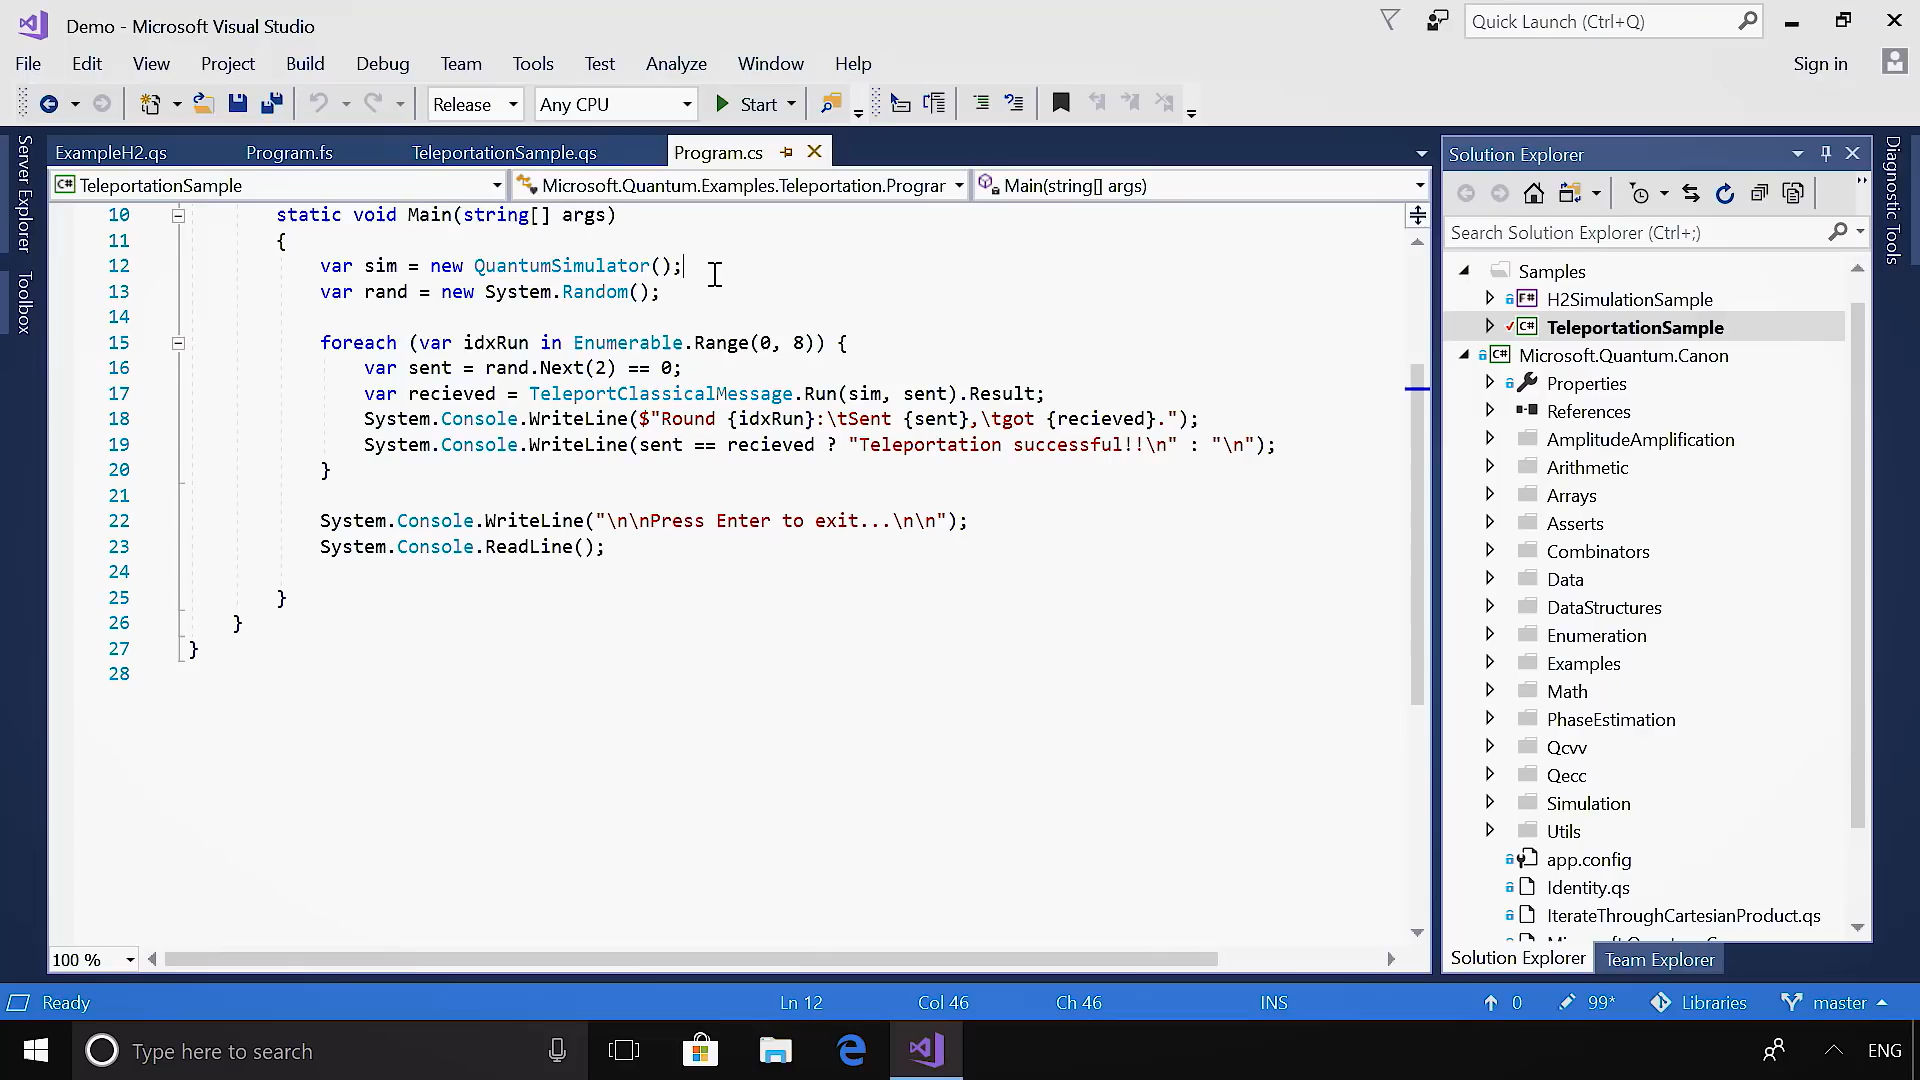 Demo - Microsoft Visual Studio
Quick Launch (Ctrl+Q)
File Edit View Project Build Debug Team Tools Test Analyze Window Help
Sign in
Release Any CPU Start
ExampleH2.qs Program.fs TeleportationSample.qs Program.cs
TeleportationSample Microsoft.Quantum.Examples.Teleportation.Prograr Main(string[] args)
Server Explorer
Toolbox
10 static void Main(string[] args)
11 {
12 var sim = new QuantumSimulator();
13 var rand = new System.Random();
14
15 foreach (var idxRun in Enumerable.Range(0, 8)) {
16 var sent = rand.Next(2) == 0;
17 var recieved = TeleportClassicalMessage.Run(sim, sent).Result;
18 System.Console.WriteLine($"Round {idxRun}:\tSent {sent},\tgot {recieved}.");
19 System.Console.WriteLine(sent == recieved ? "Teleportation successful!!\n" : "\n");
20 }
21
22 System.Console.WriteLine("\n\nPress Enter to exit...\n\n");
23 System.Console.ReadLine();
24
25 }
26 }
27 }
28
100 %
Solution Explorer
Search Solution Explorer (Ctrl+;)
Samples
F# H2SimulationSample
C# TeleportationSample
C# Microsoft.Quantum.Canon
Properties
References
AmplitudeAmplification
Arithmetic
Arrays
Asserts
Combinators
Data
DataStructures
Enumeration
Examples
Math
PhaseEstimation
Qcvv
Qecc
Simulation
Utils
app.config
Identity.qs
IterateThroughCartesianProduct.qs
Solution Explorer Team Explorer
Diagnostic Tools
Ready Ln 12 Col 46 Ch 46 INS 0 99* Libraries master
Type here to search
ENG